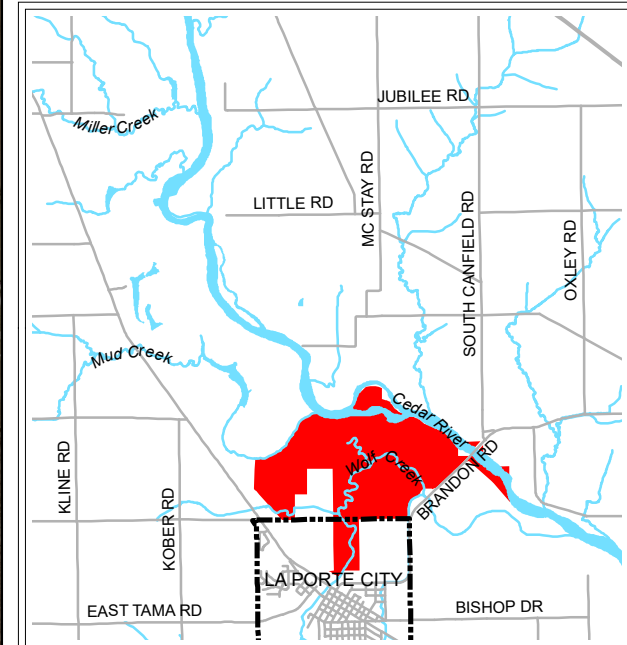 JUBILEE RD
Miller Creek
LITTLE RD
MC STAY RD
SOUTH CANFIELD RD
OXLEY RD
Mud Creek
Cedar River
Wolf Creek
BRANDON RD
KLINE RD
KOBER RD
LA PORTE CITY
EAST TAMA RD
BISHOP DR